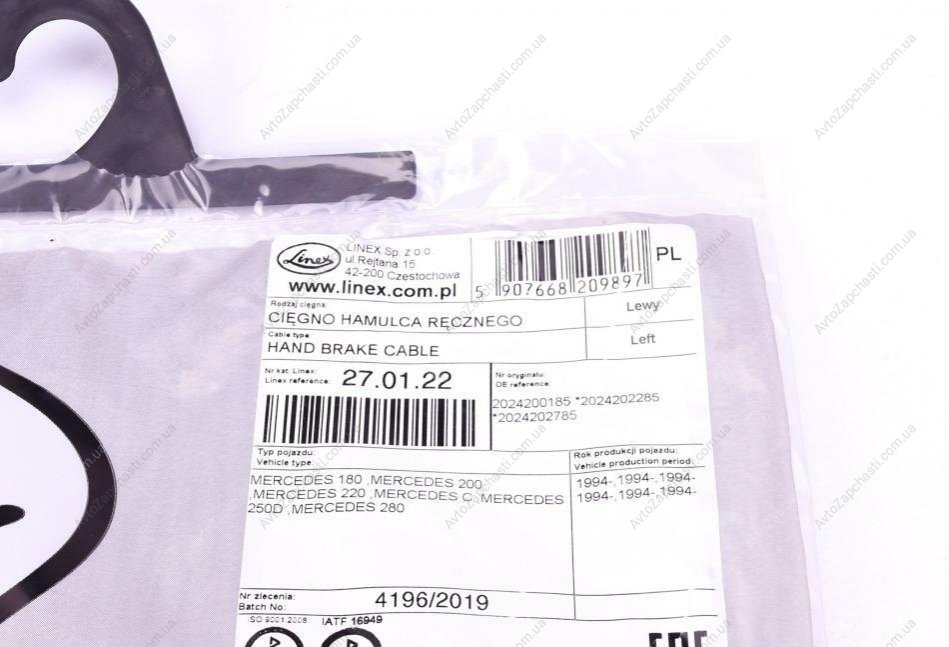 Linex
LINEX Sp. z o.o.
ul.Rejtana 15
42-200 Czestochowa
www.linex.com.pl
5 907668 209897
PL
Rodzaj cięgna:
CIĘGNO HAMULCA RĘCZNEGO
Lewy
Cable type:
HAND BRAKE CABLE
Left
Nr kat. Linex:
Linex reference:
27.01.22
Nr oryginału:
OE reference:
2024200185 *2024202285
*2024202785
Typ pojazdu:
Vehicle type:
MERCEDES 180 ,MERCEDES 200
,MERCEDES 220 ,MERCEDES C ,MERCEDES
250D ,MERCEDES 280
Rok produkcji pojazdu:
Vehicle production period:
1994-,1994-,1994-
1994-,1994-,1994-
Nr zlecenia:
Batch No:
4196/2019
ISO 9001:2008
IATF 16949
AvtoZapchasti.com.ua